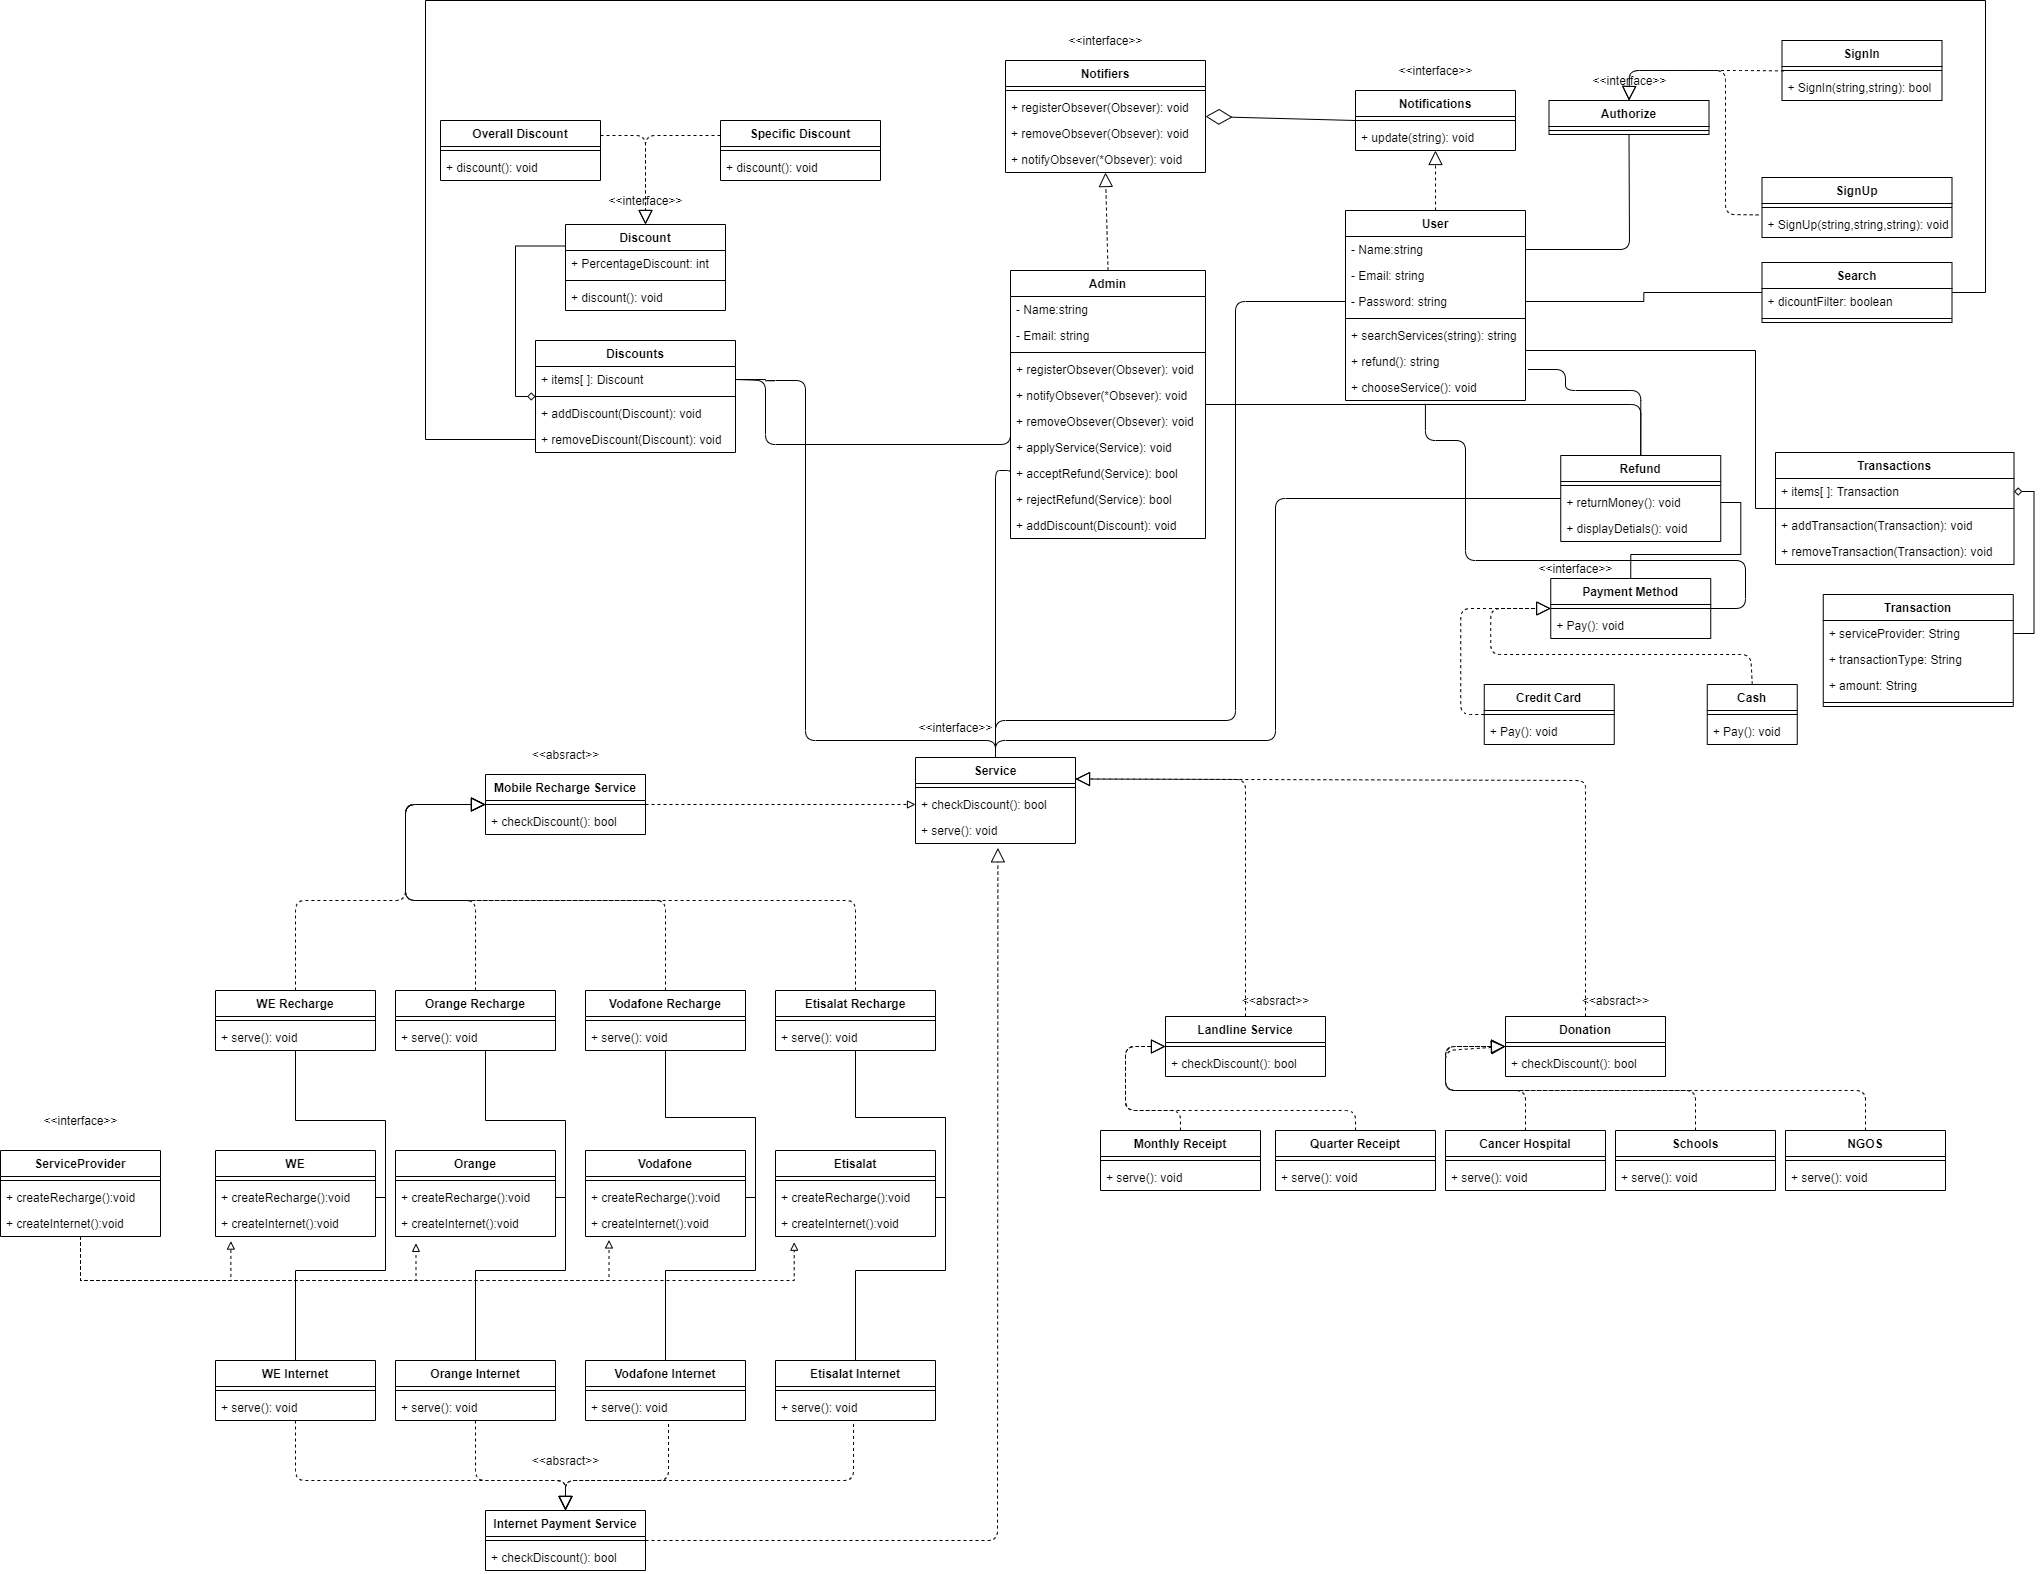 <<interface>>
Notifiers
+ registerObsever(Obsever): void
+ removeObsever(Obsever): void
+ notifyObsever(*Obsever): void
<<interface>>
Notifications
+ update(string): void
<<interface>>
Authorize
SignIn
+ SignIn(string,string): bool
SignUp
+ SignUp(string,string,string): void
Overall Discount
+ discount(): void
Specific Discount
+ discount(): void
<<interface>>
Discount
+ PercentageDiscount: int
+ discount(): void
Discounts
+ items[ ]: Discount
+ addDiscount(Discount): void
+ removeDiscount(Discount): void
Admin
- Name:string
- Email: string
+ registerObsever(Obsever): void
+ notifyObsever(*Obsever): void
+ removeObsever(Obsever): void
+ applyService(Service): void
+ acceptRefund(Service): bool
+ rejectRefund(Service): bool
+ addDiscount(Discount): void
User
- Name:string
- Email: string
- Password: string
+ searchServices(string): string
+ refund(): string
+ chooseService(): void
Search
+ dicountFilter: boolean
Refund
+ returnMoney(): void
+ displayDetials(): void
Transactions
+ items[ ]: Transaction
+ addTransaction(Transaction): void
+ removeTransaction(Transaction): void
<<interface>>
Payment Method
+ Pay(): void
Transaction
+ serviceProvider: String
+ transactionType: String
+ amount: String
Credit Card
+ Pay(): void
Cash
+ Pay(): void
<<interface>>
Service
+ checkDiscount(): bool
+ serve(): void
<<absract>>
Mobile Recharge Service
+ checkDiscount(): bool
WE Recharge
+ serve(): void
Orange Recharge
+ serve(): void
Vodafone Recharge
+ serve(): void
Etisalat Recharge
+ serve(): void
<<absract>>
Landline Service
+ checkDiscount(): bool
<<absract>>
Donation
+ checkDiscount(): bool
Monthly Receipt
+ serve(): void
Quarter Receipt
+ serve(): void
Cancer Hospital
+ serve(): void
Schools
+ serve(): void
NGOS
+ serve(): void
<<interface>>
ServiceProvider
+ createRecharge():void
+ createInternet():void
WE
+ createRecharge():void
+ createInternet():void
Orange
+ createRecharge():void
+ createInternet():void
Vodafone
+ createRecharge():void
+ createInternet():void
Etisalat
+ createRecharge():void
+ createInternet():void
WE Internet
+ serve(): void
Orange Internet
+ serve(): void
Vodafone Internet
+ serve(): void
Etisalat Internet
+ serve(): void
<<absract>>
Internet Payment Service
+ checkDiscount(): bool